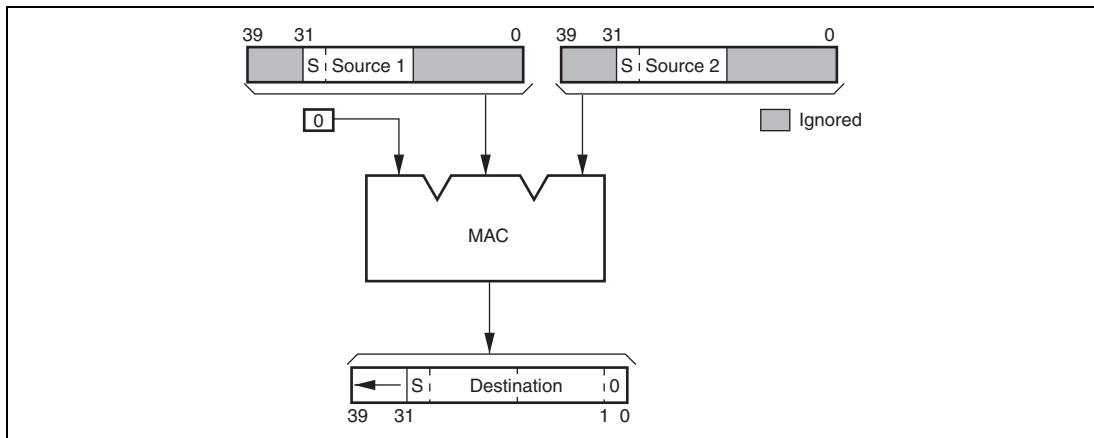 39 31 0 39 31 0
S Source 1 S Source 2
0 Ignored
MAC
S Destination 0
39 31 1 0